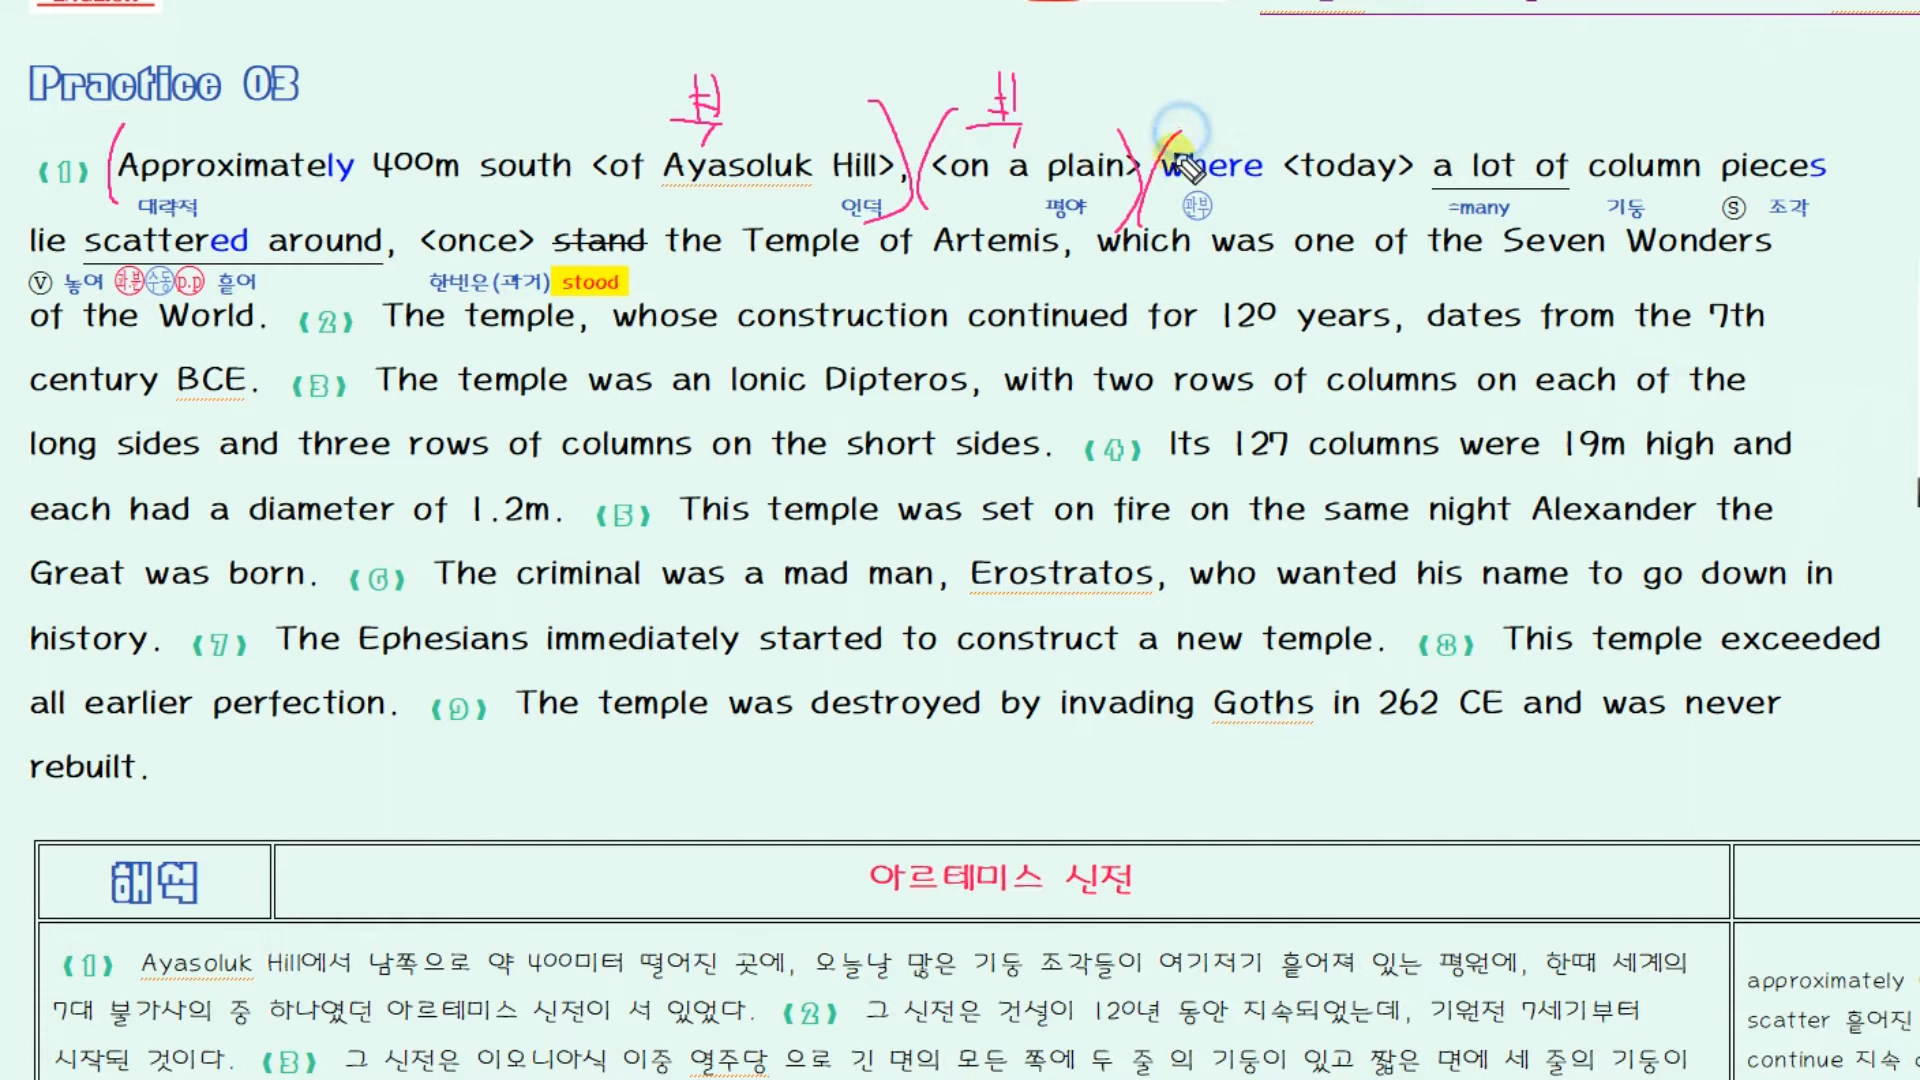 Practice 03
부 부
(1) Approximately 400m south <of Ayasoluk Hill>, <on a plain> where <today> a lot of column pieces
대략적 언덕 평야 관부 =many 기둥 S 조각
lie scattered around, <once> stand the Temple of Artemis, which was one of the Seven Wonders
V 놓여 과.분 수동 p.p 흩어 한번은(과거) stood
of the World. (2) The temple, whose construction continued for 120 years, dates from the 7th
century BCE. (3) The temple was an Ionic Dipteros, with two rows of columns on each of the
long sides and three rows of columns on the short sides. (4) Its 127 columns were 19m high and
each had a diameter of 1.2m. (5) This temple was set on fire on the same night Alexander the
Great was born. (6) The criminal was a mad man, Erostratos, who wanted his name to go down in
history. (7) The Ephesians immediately started to construct a new temple. (8) This temple exceeded
all earlier perfection. (9) The temple was destroyed by invading Goths in 262 CE and was never
rebuilt.
해석 아르테미스 신전
(1) Ayasoluk Hill에서 남쪽으로 약 400미터 떨어진 곳에, 오늘날 많은 기둥 조각들이 여기저기 흩어져 있는 평원에, 한때 세계의
7대 불가사의 중 하나였던 아르테미스 신전이 서 있었다. (2) 그 신전은 건설이 120년 동안 지속되었는데, 기원전 7세기부터
시작된 것이다. (3) 그 신전은 이오니아식 이중 열주당 으로 긴 면의 모든 쪽에 두 줄 의 기둥이 있고 짧은 면에 세 줄의 기둥이
approximately
scatter 흩어진
continue 지속